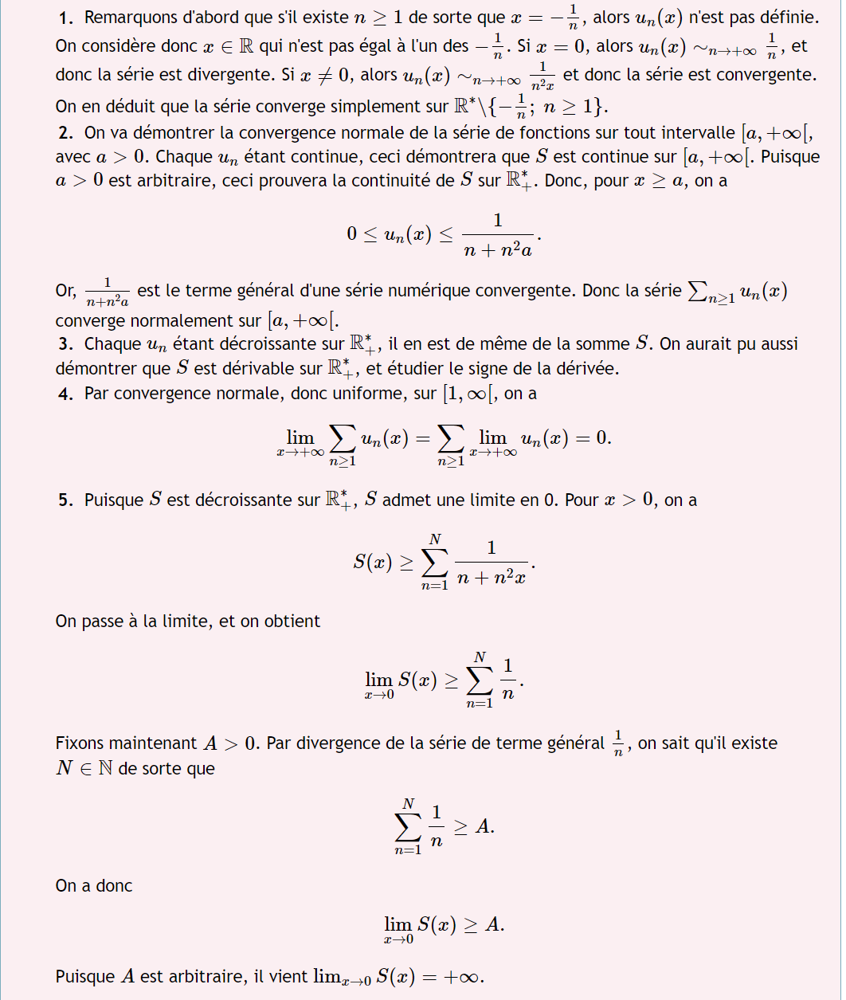 1. Remarquons d'abord que s'il existe $n \geq 1$ de sorte que $x = -\frac{1}{n}$, alors $u_n(x)$ n'est pas définie.
On considère donc $x \in \mathbb{R}$ qui n'est pas égal à l'un des $-\frac{1}{n}$. Si $x = 0$, alors $u_n(x) \sim_{n\to+\infty} \frac{1}{n}$, et
donc la série est divergente. Si $x \neq 0$, alors $u_n(x) \sim_{n\to+\infty} \frac{1}{n^2x}$ et donc la série est convergente.
On en déduit que la série converge simplement sur $\mathbb{R}^*\backslash\{-\frac{1}{n};\ n \geq 1\}$.
2. On va démontrer la convergence normale de la série de fonctions sur tout intervalle $[a, +\infty[$,
avec $a > 0$. Chaque $u_n$ étant continue, ceci démontrera que $S$ est continue sur $[a, +\infty[$. Puisque
$a > 0$ est arbitraire, ceci prouvera la continuité de $S$ sur $\mathbb{R}_+^*$. Donc, pour $x \geq a$, on a
$0 \leq u_n(x) \leq \frac{1}{n + n^2a}.$
Or, $\frac{1}{n+n^2a}$ est le terme général d'une série numérique convergente. Donc la série $\sum_{n\geq 1} u_n(x)$
converge normalement sur $[a, +\infty[$.
3. Chaque $u_n$ étant décroissante sur $\mathbb{R}_+^*$, il en est de même de la somme $S$. On aurait pu aussi
démontrer que $S$ est dérivable sur $\mathbb{R}_+^*$, et étudier le signe de la dérivée.
4. Par convergence normale, donc uniforme, sur $[1, \infty[$, on a
$\lim_{x\to+\infty} \sum_{n\geq 1} u_n(x) = \sum_{n\geq 1} \lim_{x\to+\infty} u_n(x) = 0.$
5. Puisque $S$ est décroissante sur $\mathbb{R}_+^*$, $S$ admet une limite en 0. Pour $x > 0$, on a
$S(x) \geq \sum_{n=1}^{N} \frac{1}{n + n^2x}.$
On passe à la limite, et on obtient
$\lim_{x\to 0} S(x) \geq \sum_{n=1}^{N} \frac{1}{n}.$
Fixons maintenant $A > 0$. Par divergence de la série de terme général $\frac{1}{n}$, on sait qu'il existe
$N \in \mathbb{N}$ de sorte que
$\sum_{n=1}^{N} \frac{1}{n} \geq A.$
On a donc
$\lim_{x\to 0} S(x) \geq A.$
Puisque $A$ est arbitraire, il vient $\lim_{x\to 0} S(x) = +\infty$.